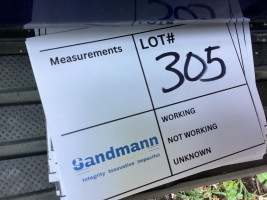 Measurements
LOT#
305
Sandmann
Integrity Innovative Impactful
WORKING
NOT WORKING
UNKNOWN